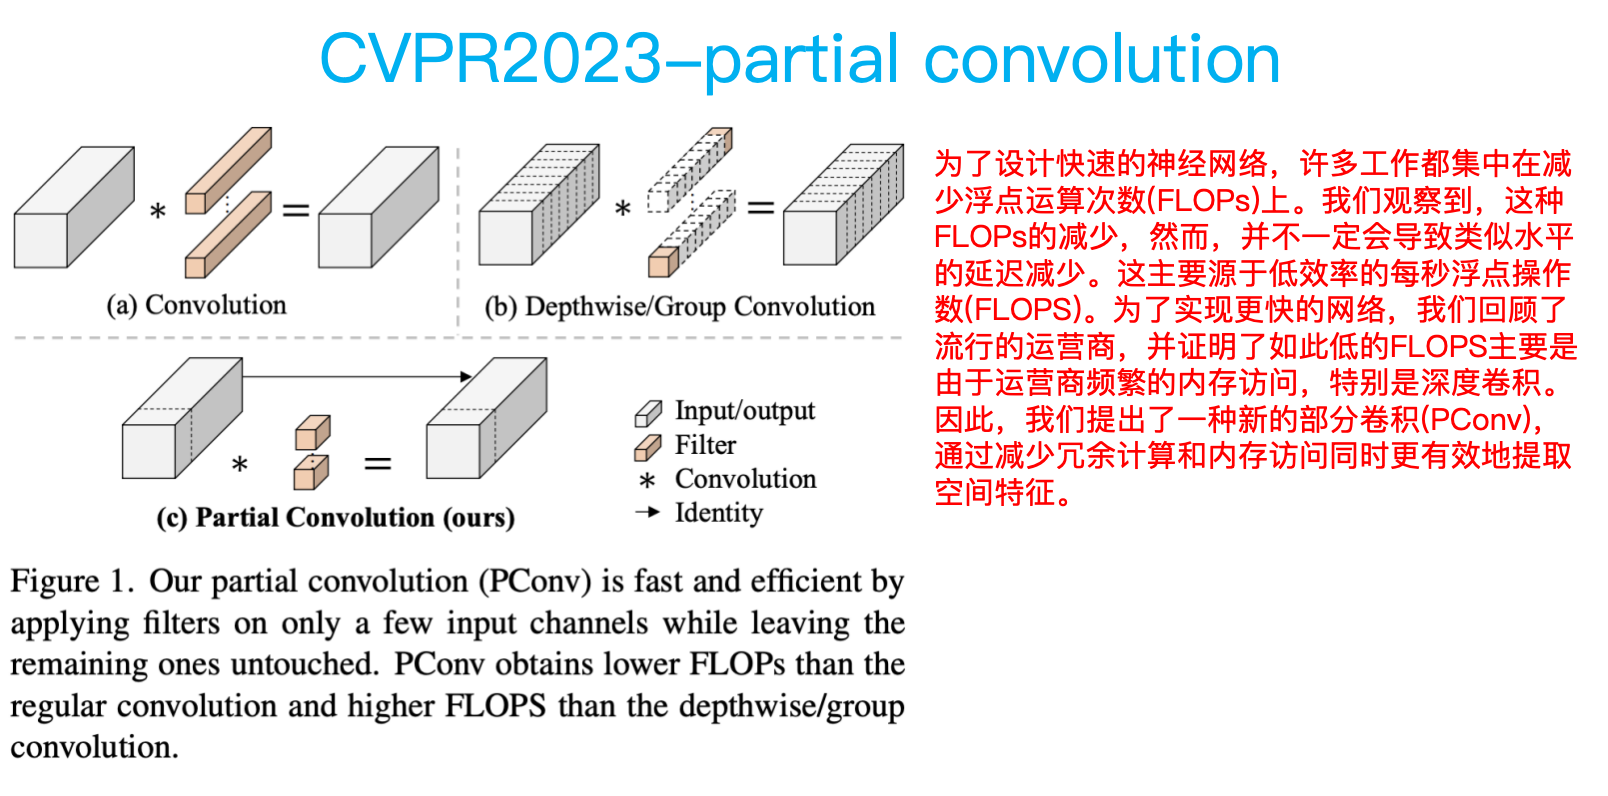 CVPR2023–partial convolution
*
=
(a) Convolution
*
=
(b) Depthwise/Group Convolution
*
=
(c) Partial Convolution (ours)
Input/output
Filter
* Convolution
Identity
为了设计快速的神经网络，许多工作都集中在减
少浮点运算次数(FLOPs)上。我们观察到，这种
FLOPs的减少，然而，并不一定会导致类似水平
的延迟减少。这主要源于低效率的每秒浮点操作
数(FLOPS)。为了实现更快的网络，我们回顾了
流行的运营商，并证明了如此低的FLOPS主要是
由于运营商频繁的内存访问，特别是深度卷积。
因此，我们提出了一种新的部分卷积(PConv)，
通过减少冗余计算和内存访问同时更有效地提取
空间特征。
Figure 1. Our partial convolution (PConv) is fast and efficient by
applying filters on only a few input channels while leaving the
remaining ones untouched. PConv obtains lower FLOPs than the
regular convolution and higher FLOPS than the depthwise/group
convolution.